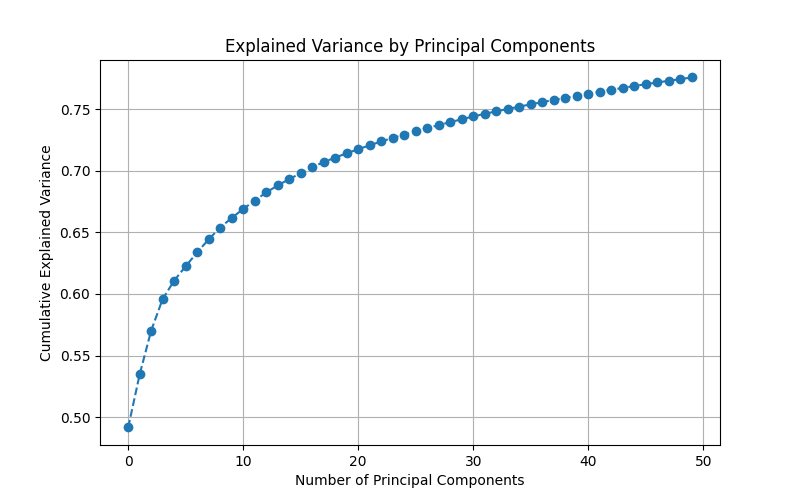 Explained Variance by Principal Components
Cumulative Explained Variance
0.75
0.70
0.65
0.60
0.55
0.50
0 10 20 30 40 50
Number of Principal Components